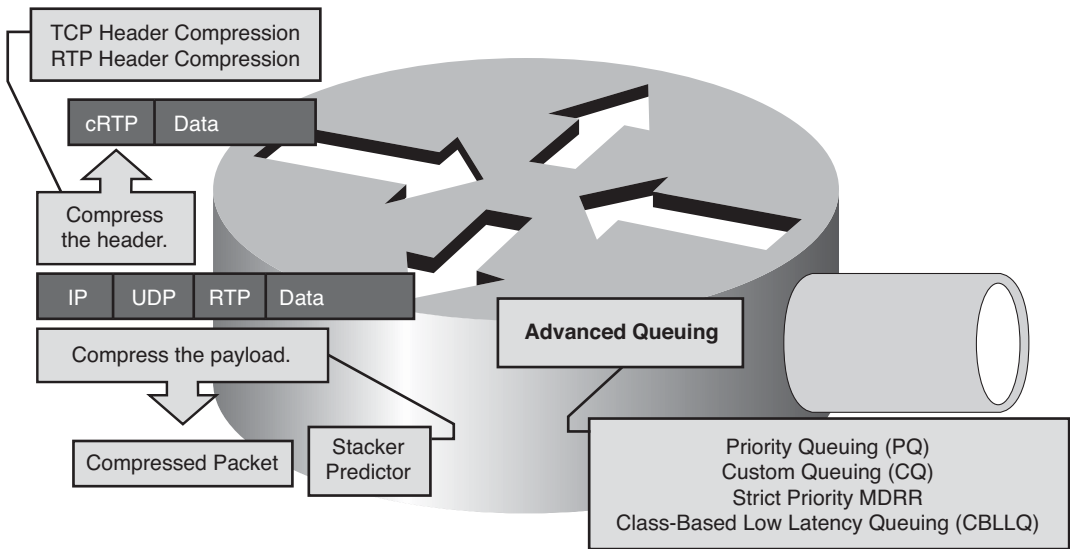 TCP Header Compression
RTP Header Compression
cRTP Data
Compress
the header.
IP UDP RTP Data
Compress the payload.
Compressed Packet
Stacker
Predictor
Advanced Queuing
Priority Queuing (PQ)
Custom Queuing (CQ)
Strict Priority MDRR
Class-Based Low Latency Queuing (CBLLQ)